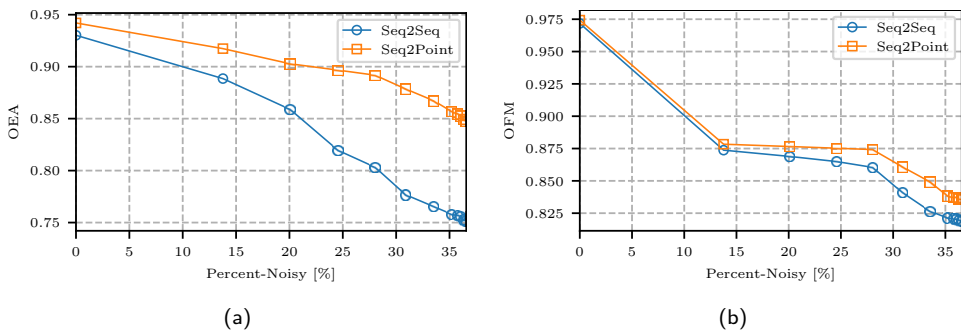 0.95
0.90
0.85
0.80
0.75
OEA
0 5 10 15 20 25 30 35
Percent-Noisy [%]
Seq2Seq
Seq2Point
(a)
0.975
0.950
0.925
0.900
0.875
0.850
0.825
OFM
0 5 10 15 20 25 30 35
Percent-Noisy [%]
Seq2Seq
Seq2Point
(b)